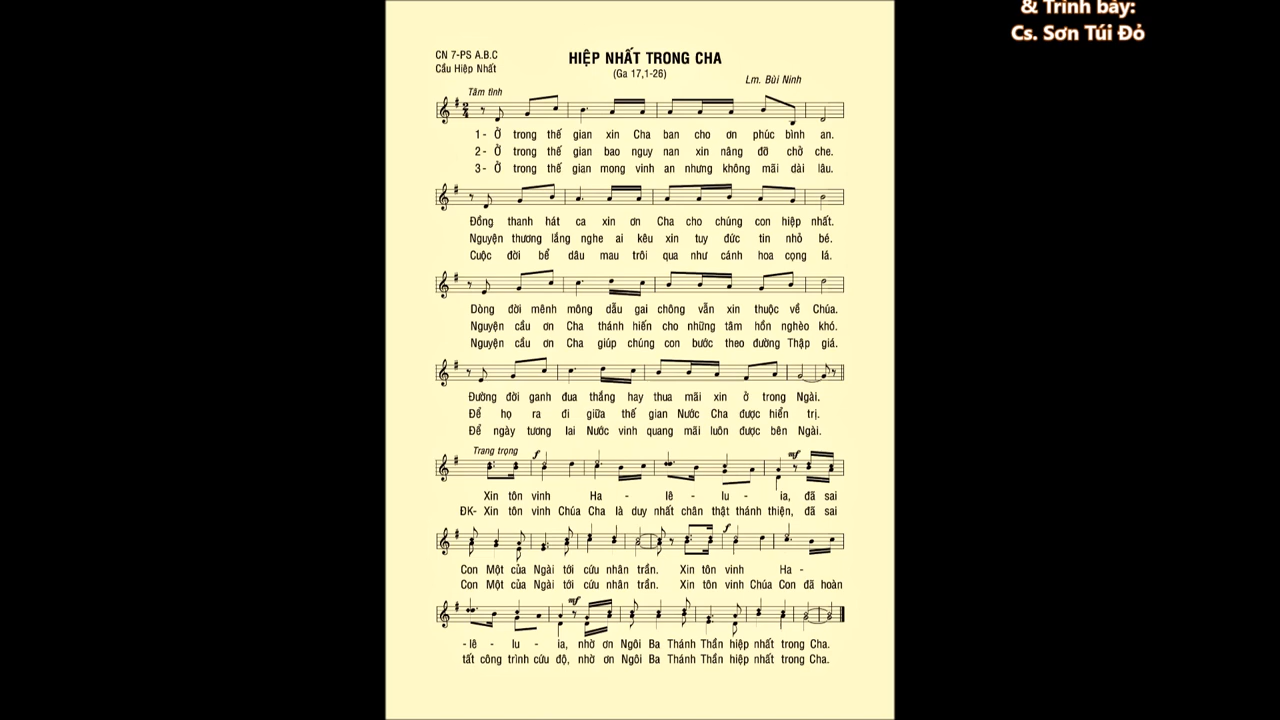 & Trình bày:
Cs. Sơn Túi Đỏ
CN 7-PS A.B.C
Cầu Hiệp Nhất
HIỆP NHẤT TRONG CHA
(Ga 17,1-26)
Lm. Bùi Ninh
Tâm tình
1- Ở trong thế gian xin Cha ban cho ơn phúc bình an.
2- Ở trong thế gian bao nguy nan xin nâng đỡ chở che.
3- Ở trong thế gian mong vinh an nhưng không mãi dài lâu.
Đồng thanh hát ca xin ơn Cha cho chúng con hiệp nhất.
Nguyện thương lắng nghe ai kêu xin tuy đức tin nhỏ bé.
Cuộc đời bể dâu mau trôi qua như cánh hoa cọng lá.
Dòng đời mênh mông dẫu gai chông vẫn xin thuộc về Chúa.
Nguyện cầu ơn Cha thánh hiến cho những tâm hồn nghèo khó.
Nguyện cầu ơn Cha giúp chúng con bước theo đường Thập giá.
Đường đời ganh đua thắng hay thua mãi xin ở trong Ngài.
Để họ ra đi giữa thế gian Nước Cha được hiển trị.
Để ngày tương lai Nước vinh quang mãi luôn được bên Ngài.
Trang trọng f mf
Xin tôn vinh Ha - lê - lu - ia, đã sai
ĐK- Xin tôn vinh Chúa Cha là duy nhất chân thật thánh thiện, đã sai
f
Con Một của Ngài tới cứu nhân trần. Xin tôn vinh Ha -
Con Một của Ngài tới cứu nhân trần. Xin tôn vinh Chúa Con đã hoàn
mf
- lê - lu - ia, nhờ ơn Ngôi Ba Thánh Thần hiệp nhất trong Cha.
tất công trình cứu độ, nhờ ơn Ngôi Ba Thánh Thần hiệp nhất trong Cha.